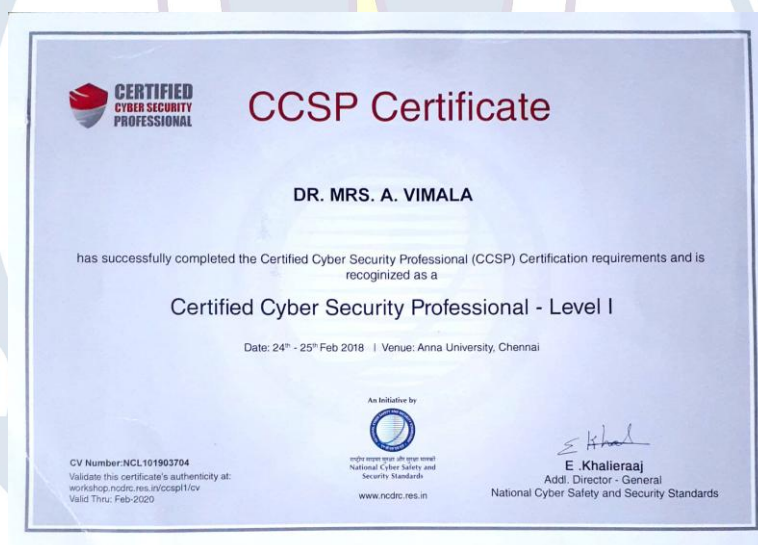 CERTIFIED
CYBER SECURITY
PROFESSIONAL
CCSP Certificate
DR. MRS. A. VIMALA
has successfully completed the Certified Cyber Security Professional (CCSP) Certification requirements and is
recoginized as a
Certified Cyber Security Professional - Level I
Date: 24th - 25th Feb 2018 | Venue: Anna University, Chennai
An Initiative by
National Cyber Safety and
Security Standards
www.ncdrc.res.in
CV Number:NCL101903704
Validate this certificate's authenticity at:
workshop.ncdrc.res.in/ccspl1/cv
Valid Thru: Feb-2020
E .Khalieraaj
Addl. Director - General
National Cyber Safety and Security Standards